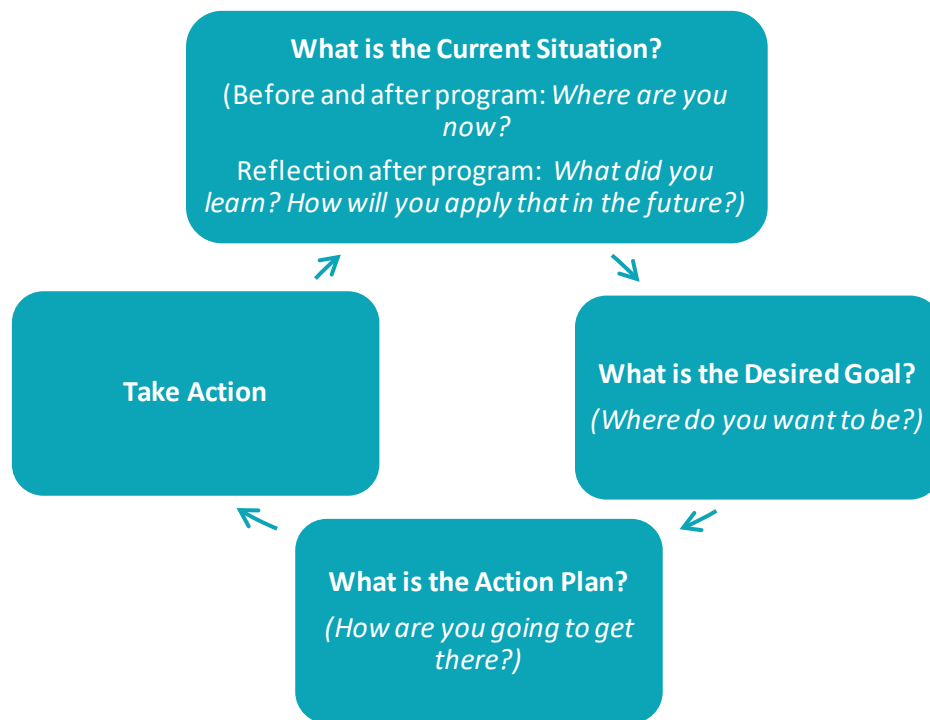 What is the Current Situation?
(Before and after program: Where are you
now?
Reflection after program: What did you
learn? How will you apply that in the future?)
What is the Desired Goal?
(Where do you want to be?)
What is the Action Plan?
(How are you going to get
there?)
Take Action